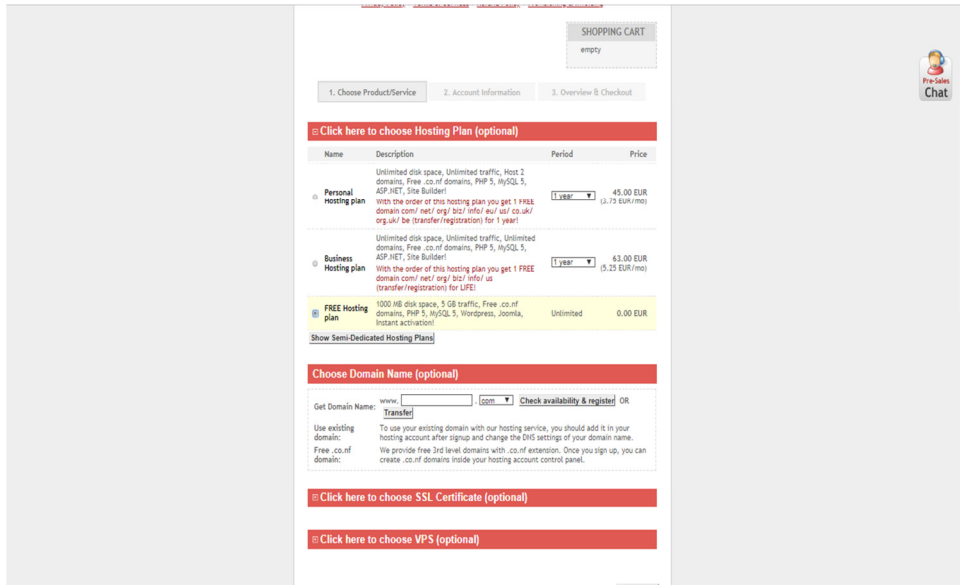 Privacy Policy Terms of Services Refund Policy
SHOPPING CART
empty
Pre-Sales
Chat
1. Choose Product/Service 2. Account Information 3. Overview & Checkout
Click here to choose Hosting Plan (optional)
Name Description Period Price
Unlimited disk space, Unlimited traffic, Host 2
domains, Free .co.nf domains, PHP 5, MySQL 5,
ASP.NET, Site Builder!
Personal
Hosting plan
With the order of this hosting plan you get 1 FREE
domain com/ net/ org/ biz/ info/ eu/ us/ co.uk/
org.uk/ be (transfer/registration) for 1 year!
1 year
45.00 EUR
(3.75 EUR/mo)
Unlimited disk space, Unlimited traffic, Unlimited
domains, Free .co.nf domains, PHP 5, MySQL 5,
ASP.NET, Site Builder!
Business
Hosting plan
With the order of this hosting plan you get 1 FREE
domain com/ net/ org/ biz/ info/ us
(transfer/registration) for LIFE!
1 year
63.00 EUR
(5.25 EUR/mo)
FREE Hosting
plan
1000 MB disk space, 5 GB traffic, Free .co.nf
domains, PHP 5, MySQL 5, Wordpress, Joomla,
Instant activation!
Unlimited
0.00 EUR
Show Semi-Dedicated Hosting Plans
Choose Domain Name (optional)
Get Domain Name: www. . com Check availability & register OR
Transfer
Use existing
domain:
To use your existing domain with our hosting service, you should add it in your
hosting account after signup and change the DNS settings of your domain name.
Free .co.nf
domain:
We provide free 3rd level domains with .co.nf extension. Once you sign up, you can
create .co.nf domains inside your hosting account control panel.
Click here to choose SSL Certificate (optional)
Click here to choose VPS (optional)